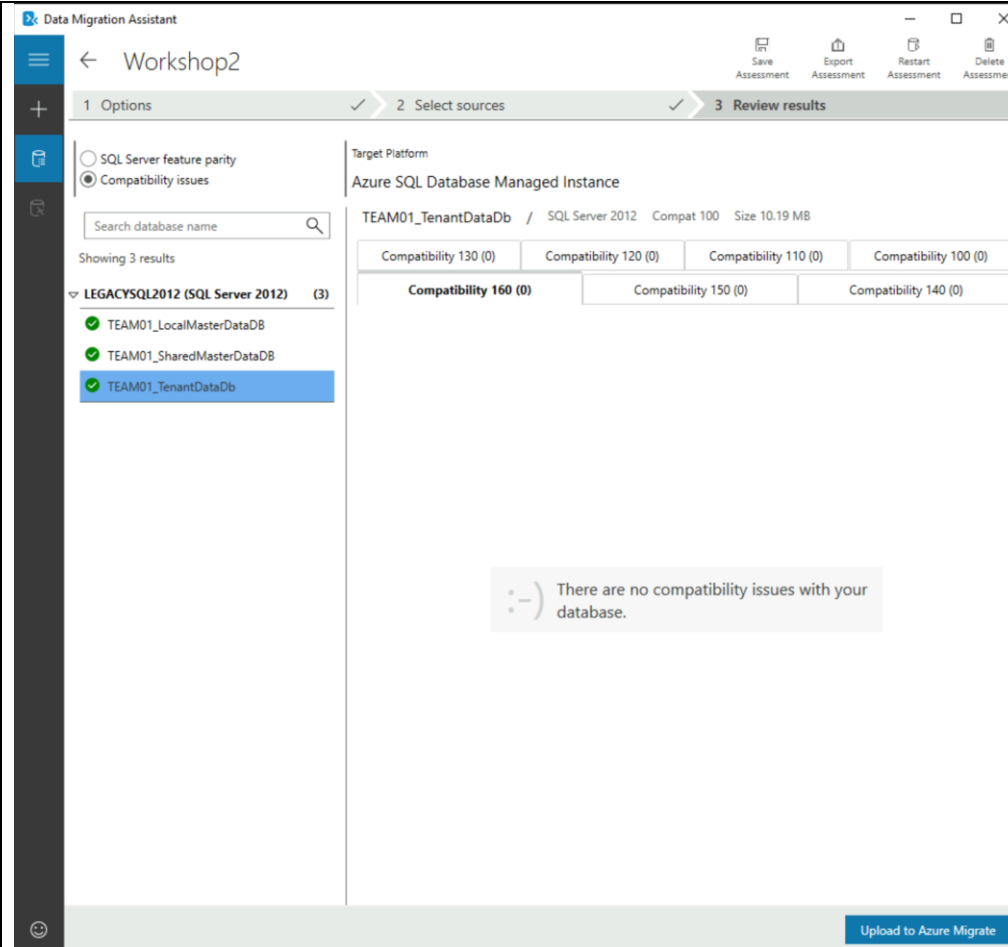 Data Migration Assistant
Workshop2
Save Assessment
Export Assessment
Restart Assessment
Delete Assessme
1 Options
2 Select sources
3 Review results
SQL Server feature parity
Compatibility issues
Search database name
Showing 3 results
LEGACYSQL2012 (SQL Server 2012) (3)
TEAM01_LocalMasterDataDB
TEAM01_SharedMasterDataDB
TEAM01_TenantDataDb
Target Platform
Azure SQL Database Managed Instance
TEAM01_TenantDataDb / SQL Server 2012 Compat 100 Size 10.19 MB
Compatibility 130 (0) Compatibility 120 (0) Compatibility 110 (0) Compatibility 100 (0)
Compatibility 160 (0) Compatibility 150 (0) Compatibility 140 (0)
:-)
There are no compatibility issues with your
database.
Upload to Azure Migrate